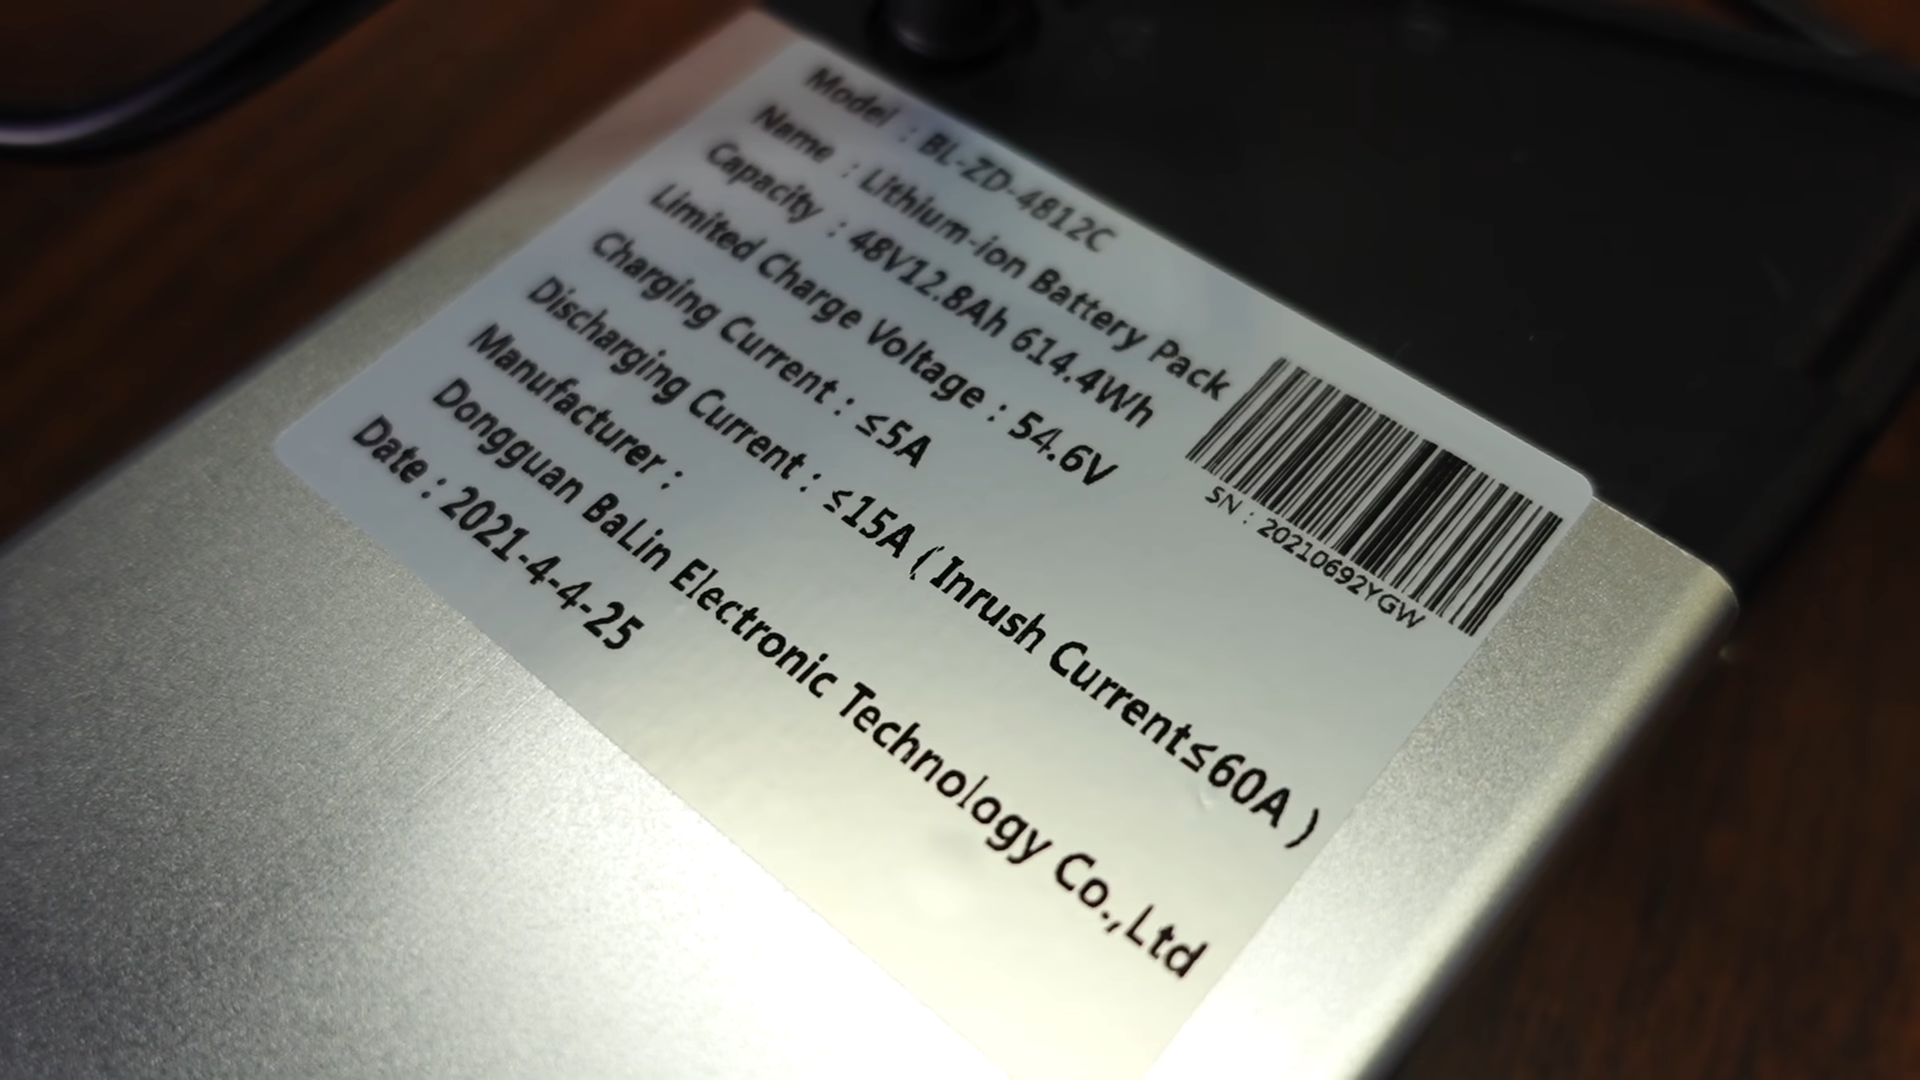 Model : BL-ZD-4812C
Name : Lithium-ion Battery Pack
Capacity : 48V12.8Ah 614.4Wh
Limited Charge Voltage : 54.6V
Charging Current : ≤5A
Discharging Current : ≤15A ( Inrush Current≤60A )
Manufacturer :
Dongguan BaLin Electronic Technology Co.,Ltd
Date : 2021-4-4-25
SN : 20210692YGW